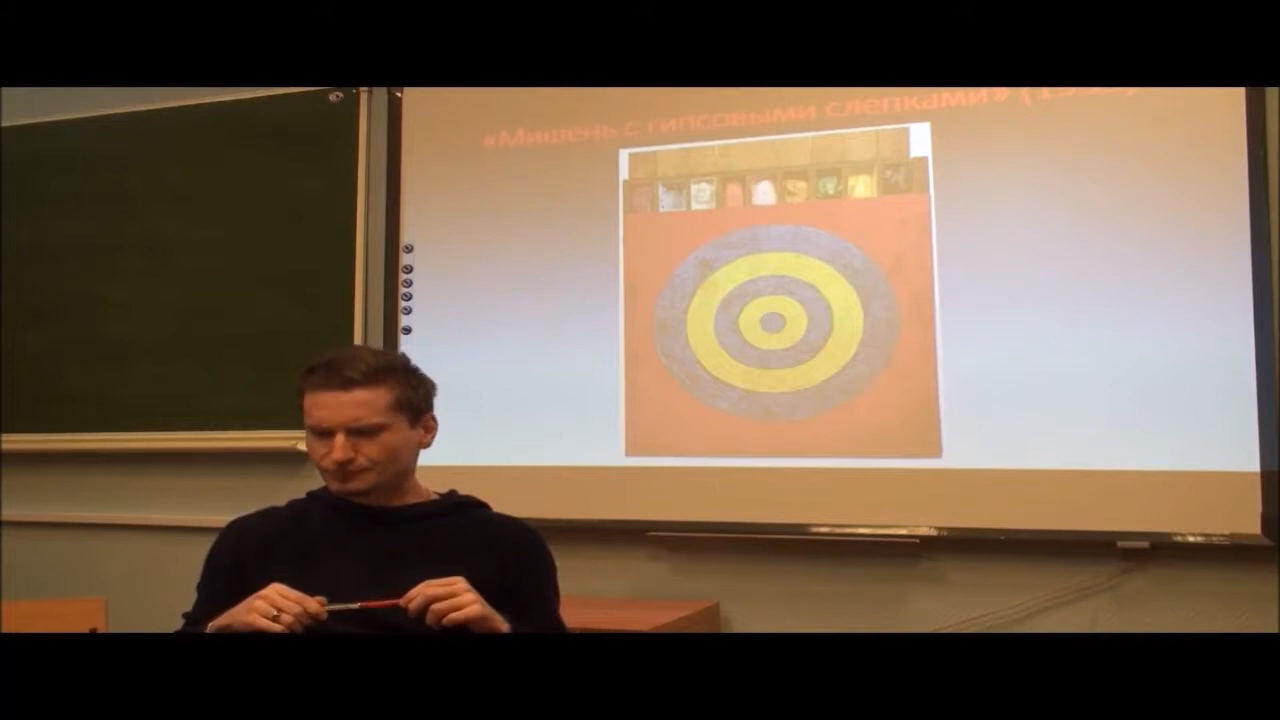 «Мишень с гипсовыми слепками»